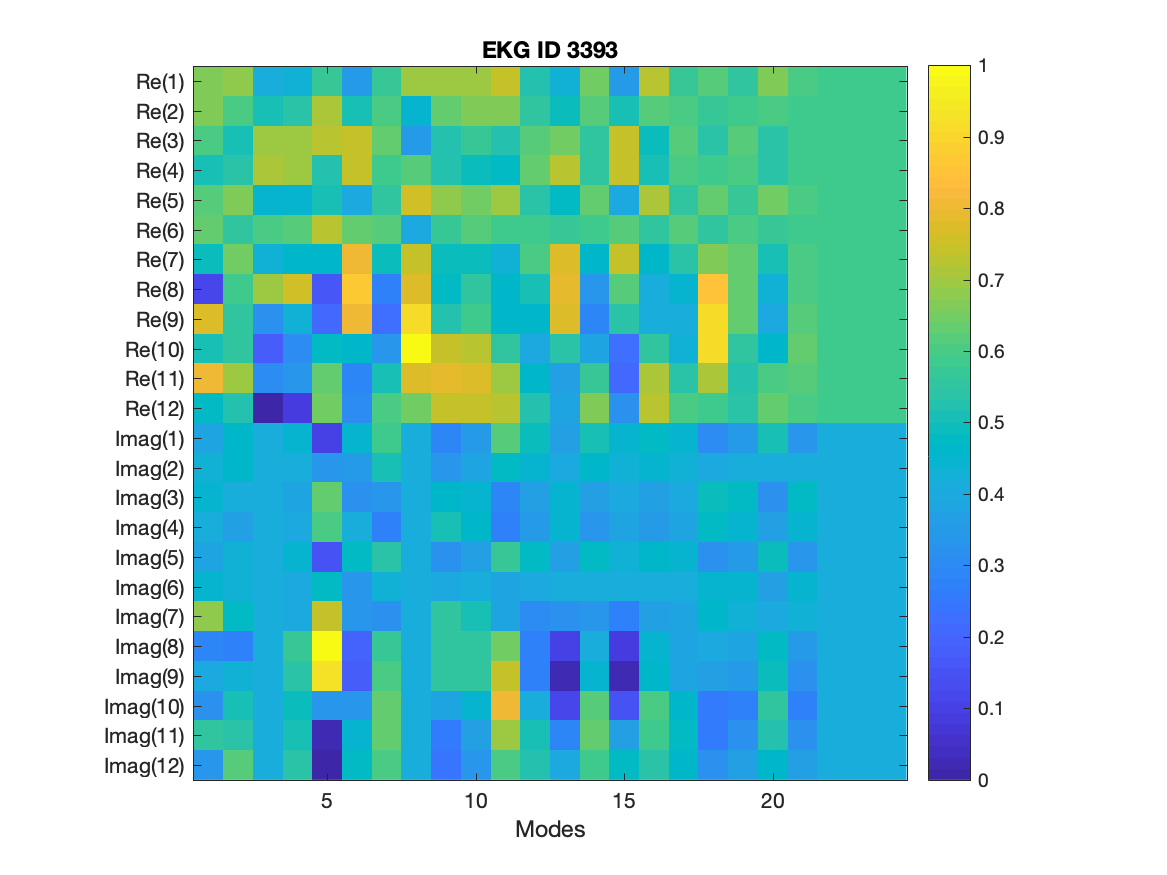 EKG ID 3393
Re(1)
Re(2)
Re(3)
Re(4)
Re(5)
Re(6)
Re(7)
Re(8)
Re(9)
Re(10)
Re(11)
Re(12)
Imag(1)
Imag(2)
Imag(3)
Imag(4)
Imag(5)
Imag(6)
Imag(7)
Imag(8)
Imag(9)
Imag(10)
Imag(11)
Imag(12)
5 10 15 20
Modes
1
0.9
0.8
0.7
0.6
0.5
0.4
0.3
0.2
0.1
0